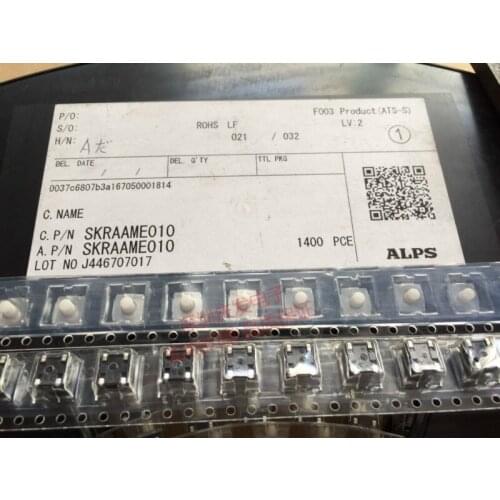 P/O:
S/O:
H/N: Aだ
ROHS LF
021 / 032
F003 Product(ATS-S)
LV:2
1
DEL. DATE / /
DEL. Q'TY
TTL PKG
0037c6807b3a167050001814
C.NAME
C.P/N SKRAAME010
A.P/N SKRAAME010
LOT NO J446707017
1400 PCE
ALPS